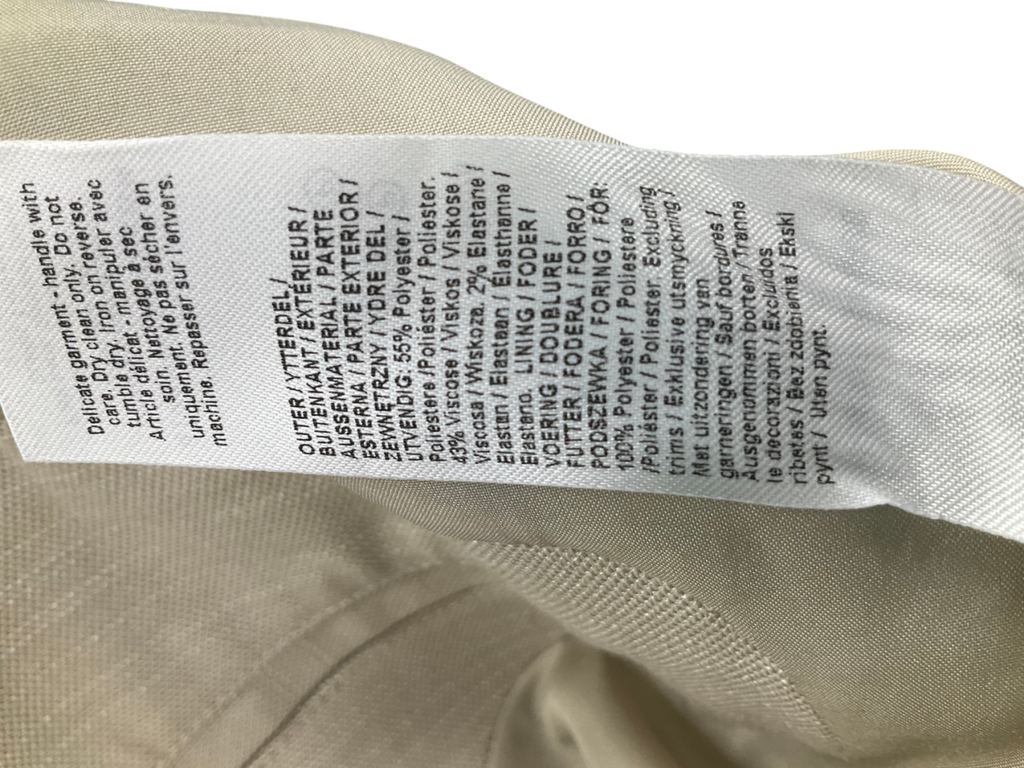 Delicate garment - handle with
care. Dry clean only. Do not
tumble dry. Iron on reverse.
Article délicat - manipuler avec
soin. Nettoyage à sec
uniquement. Ne pas sécher en
machine. Repasser sur l'envers.
OUTER / YTTERDEL /
BUITENKANT / EXTÉRIEUR /
AUSSENMATERIAL / PARTE
ESTERNA / PARTE EXTERIOR /
ZEWNĘTRZNY / YDRE DEL /
UTVENDIG: 55% Polyester /
Poliestere /Poliéster / Poliester.
43% Viscose / Viskos / Viskose /
Viscosa / Wiskoza. 2% Elastane /
Elastan / Elastaan / Élasthanne /
Elastano. LINING / FODER /
VOERING / DOUBLURE /
FUTTER / FODERA / FORRO /
PODSZEWKA / FORING / FÔR:
100% Polyester / Poliestere
/Poliéster / Poliester. Excluding
trims / Exklusive utsmyckning /
Met uitzondering van
garneringen / Sauf bordures /
Ausgenommen borten / Tranne
le decorazioni / Excluidos
ribetes / Bez zdobienia / Ekskl
pynt / Uten pynt.